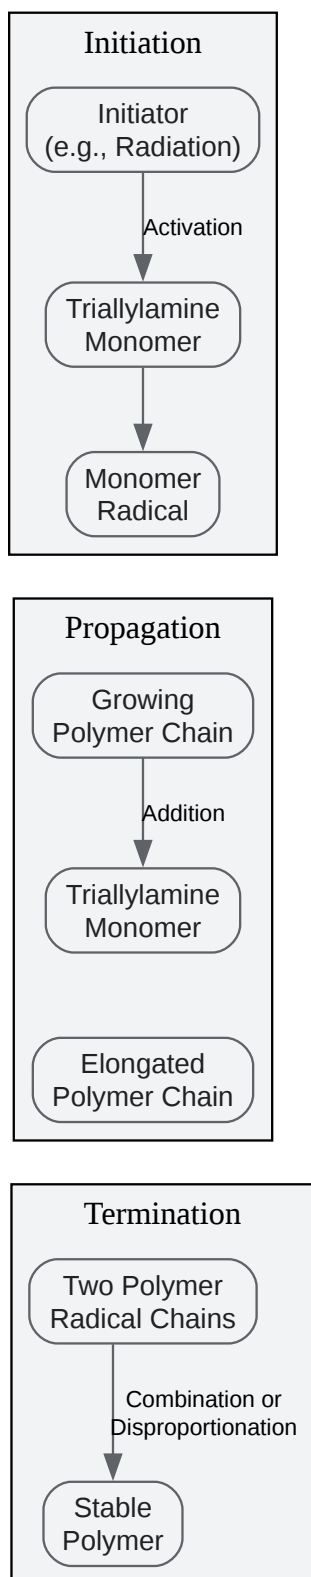 Initiation
Initiator
(e.g., Radiation)
Activation
Triallylamine
Monomer
Monomer
Radical
Propagation
Growing
Polymer Chain
Addition
Triallylamine
Monomer
Elongated
Polymer Chain
Termination
Two Polymer
Radical Chains
Combination or
Disproportionation
Stable
Polymer